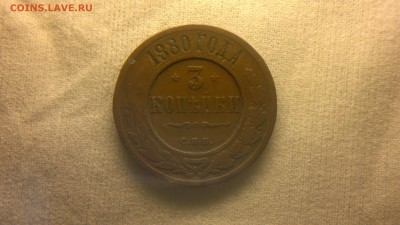 COINS.LAVE.RU
1880 ГОДА
* 3 *
КОПѢЙКИ
С.П.Б.